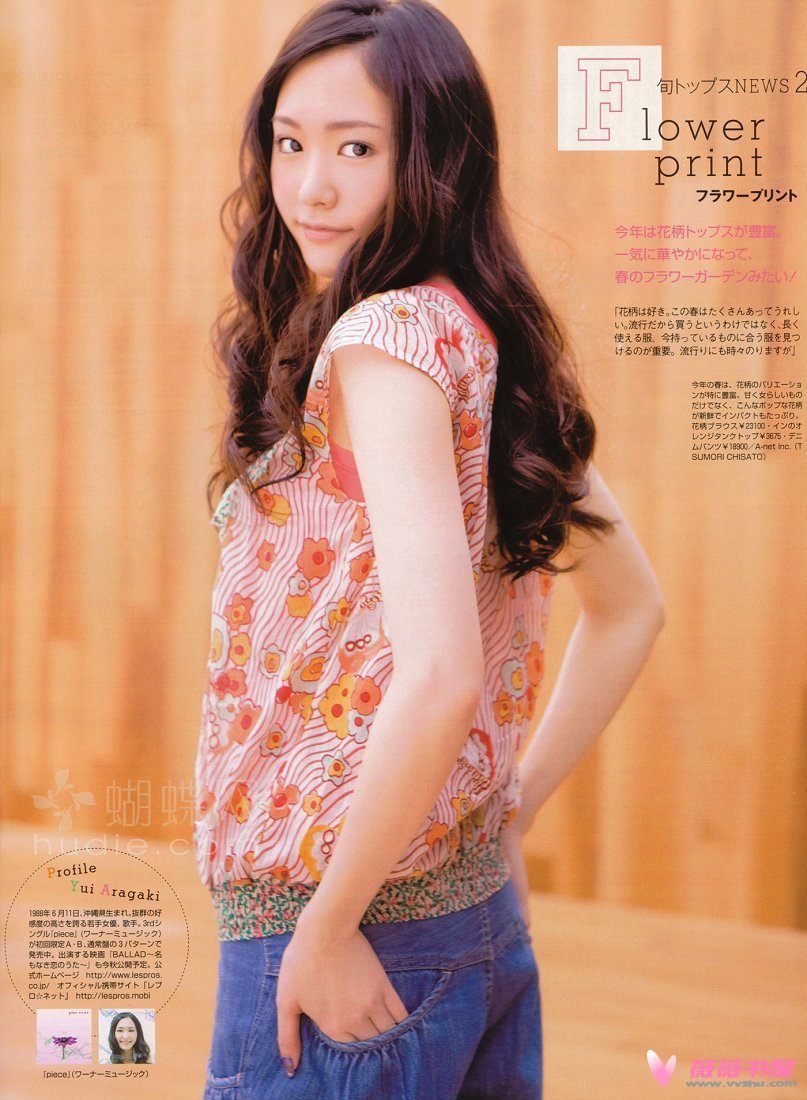 旬トップスNEWS 2
Flower
print
フラワープリント
今年は花柄トップスが豊富。
一気に華やかになって、
春のフラワーガーデンみたい!
「花柄は好き。この春はたくさんあってうれし
い。流行だから買うというわけではなく、長く
使える服、今持っているものに合う服を見つ
けるのが重要。流行りにも時々のりますが」
今年の春は、花柄のバリエーショ
ンが特に豊富。甘く女らしいもの
だけでなく、こんなポップな花柄
が新鮮でインパクトもたっぷり。
花柄ブラウス¥23100・インのオ
レンジタンクトップ¥3675・デニ
ムパンツ¥18900/A-net Inc. (T
SUMORI CHISATO)
蝴蝶
hudie.com
Profile
Yui Aragaki
1988年6月11日、沖縄県生まれ。抜群の好
感度の高さを誇る若手女優、歌手。3rdシ
ングル「piece」(ワーナーミュージック)
が初回限定A・B、通常盤の3パターンで
発売中。出演する映画『BALLAD〜名
もなき恋のうた〜』も今秋公開予定。公
式ホームページ http://www.lespros.
co.jp/ オフィシャル携帯サイト「レプ
ロ☆ネット」 http://lespros.mobi
「piece」(ワーナーミュージック)
薇薇书屋
www.vvshu.com